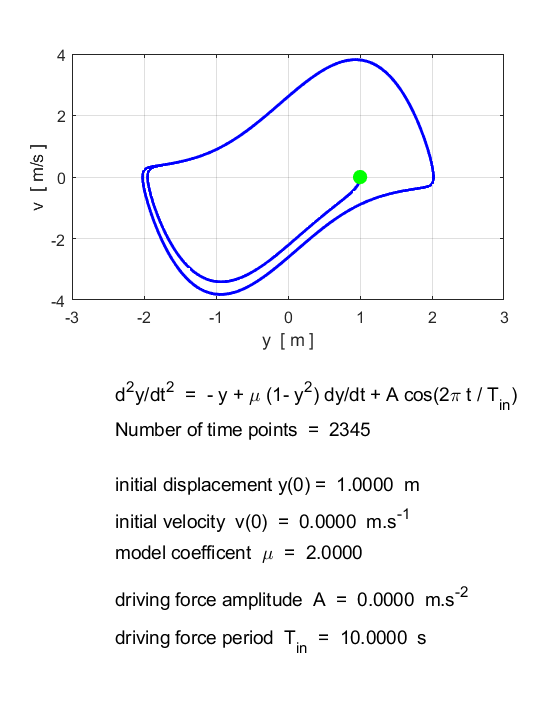 4
2
0
-2
-4
v [ m/s ]
-3 -2 -1 0 1 2 3
y [ m ]
d²y/dt² = - y + μ (1- y²) dy/dt + A cos(2π t / T_in)
Number of time points = 2345
initial displacement y(0) = 1.0000 m
initial velocity v(0) = 0.0000 m.s⁻¹
model coefficent μ = 2.0000
driving force amplitude A = 0.0000 m.s⁻²
driving force period T_in = 10.0000 s